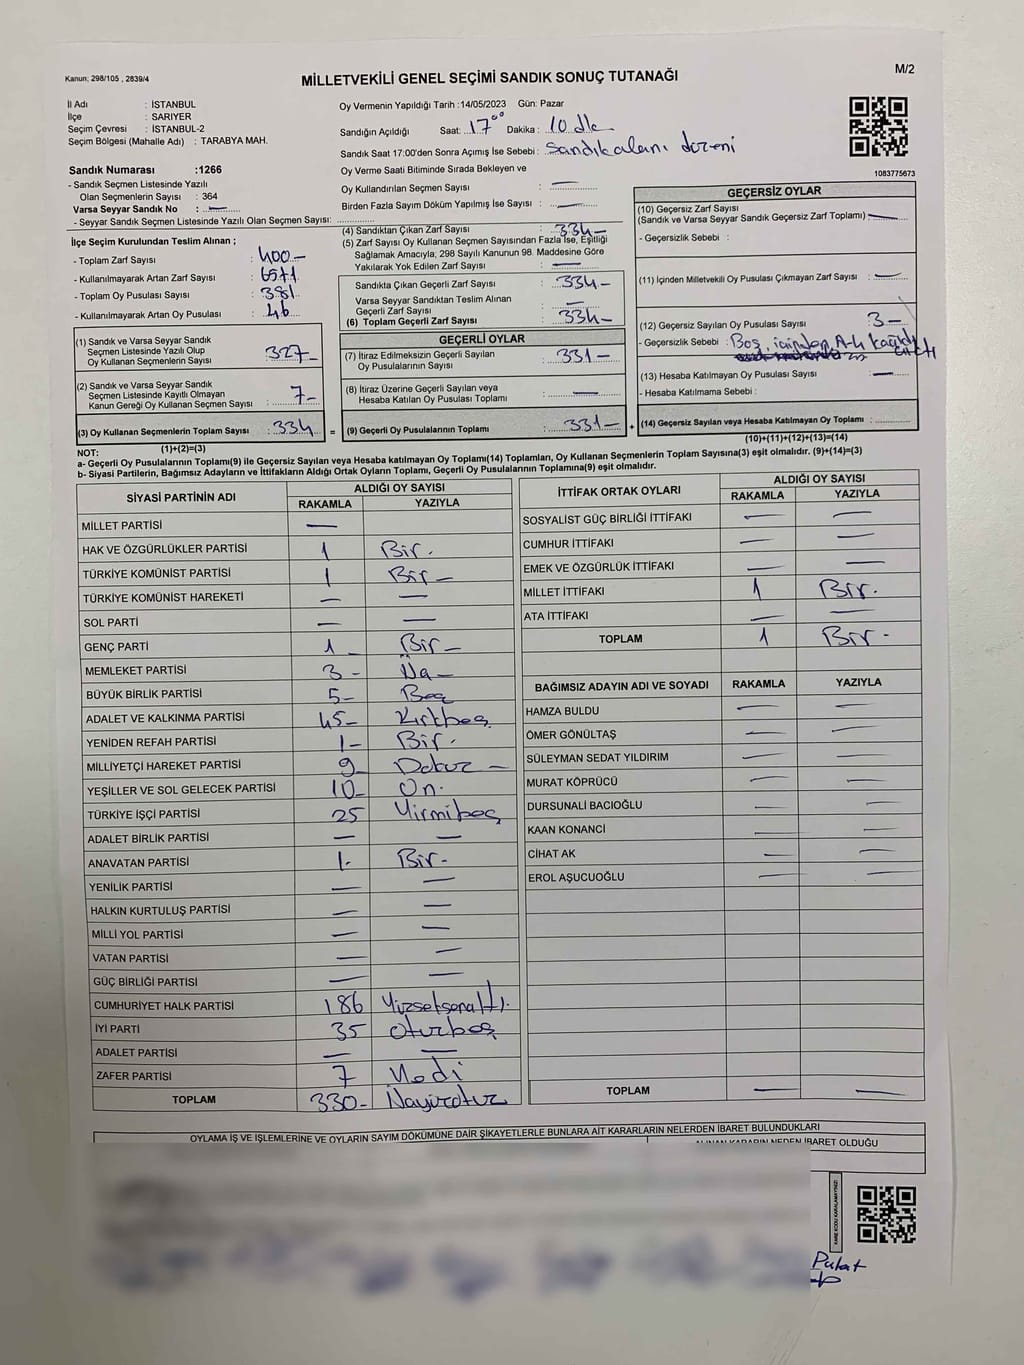 Kanun; 298/105 , 2839/4
MİLLETVEKİLİ GENEL SEÇİMİ SANDIK SONUÇ TUTANAĞI
M/2
İl Adı : İSTANBUL
İlçe : SARIYER
Seçim Çevresi : İSTANBUL-2
Seçim Bölgesi (Mahalle Adı) : TARABYA MAH.
Oy Vermenin Yapıldığı Tarih :14/05/2023 Gün: Pazar
Sandığın Açıldığı Saat: 17°° Dakika : 10 dk
Sandık Saat 17:00'den Sonra Açımış İse Sebebi : Sandık alanı düzeni
1083775673
Sandık Numarası :1266
- Sandık Seçmen Listesinde Yazılı
Olan Seçmenlerin Sayısı : 364
Varsa Seyyar Sandık No : —
- Seyyar Sandık Seçmen Listesinde Yazılı Olan Seçmen Sayısı:
Oy Verme Saati Bitiminde Sırada Bekleyen ve
Oy Kullandırılan Seçmen Sayısı : —
Birden Fazla Sayım Döküm Yapılmış İse Sayısı : —
İlçe Seçim Kurulundan Teslim Alınan ;
- Toplam Zarf Sayısı : 400 —
- Kullanılmayarak Artan Zarf Sayısı :
- Toplam Oy Pusulası Sayısı : 381
- Kullanılmayarak Artan Oy Pusulası : 46
(1) Sandık ve Varsa Seyyar Sandık
Seçmen Listesinde Yazılı Olup
Oy Kullanan Seçmen Sayısı : 327 —
(2) Sandık ve Varsa Seyyar Sandık
Seçmen Listesinde Kayıtlı Olmayan
Kanun Gereği Oy Kullanan Seçmen Sayısı : 7 —
(3) Oy Kullanan Seçmenlerin Toplam Sayısı : 334
(1)+(2)=(3)
(4) Sandıktan Çıkan Zarf Sayısı : 334 —
(5) Zarf Sayısı Oy Kullanan Seçmen Sayısından Fazla İse, Eşitliği
Sağlamak Amacıyla; 298 Sayılı Kanunun 98. Maddesine Göre
Yakılarak Yok Edilen Zarf Sayısı : —
Sandıkta Çıkan Geçerli Zarf Sayısı : 334 —
Varsa Seyyar Sandıktan Teslim Alınan
Geçerli Zarf Sayısı : —
(6) Toplam Geçerli Zarf Sayısı : 334 —
GEÇERLİ OYLAR
(7) İtiraz Edilmeksizin Geçerli Sayılan
Oy Pusulalarının Sayısı : 331 —
(8) İtiraz Üzerine Geçerli Sayılan veya
Hesaba Katılan Oy Pusulası Toplamı : —
= (9) Geçerli Oy Pusulalarının Toplamı : 331 — +
GEÇERSİZ OYLAR
(10) Geçersiz Zarf Sayısı
(Sandık ve Varsa Seyyar Sandık Geçersiz Zarf Toplamı) : —
- Geçersizlik Sebebi :
(11) İçinden Milletvekili Oy Pusulası Çıkmayan Zarf Sayısı : —
(12) Geçersiz Sayılan Oy Pusulası Sayısı : 3 —
- Geçersizlik Sebebi : Boş, içinden A4 kağıdı çıktı
(13) Hesaba Katılmayan Oy Pusulası Sayısı : —
- Hesaba Katılmama Sebebi :
(14) Geçersiz Sayılan veya Hesaba Katılmayan Oy Toplamı :
(10)+(11)+(12)+(13)=(14)
NOT:
a- Geçerli Oy Pusulalarının Toplamı(9) ile Geçersiz Sayılan veya Hesaba katılmayan Oy Toplamı(14) Toplamları, Oy Kullanan Seçmenlerin Toplam Sayısına(3) eşit olmalıdır. (9)+(14)=(3)
b- Siyasi Partilerin, Bağımsız Adayların ve İttifakların Aldığı Ortak Oyların Toplamı, Geçerli Oy Pusulalarının Toplamına(9) eşit olmalıdır.
SİYASİ PARTİNİN ADI ALDIĞI OY SAYISI
RAKAMLA YAZIYLA
MİLLET PARTİSİ —
HAK VE ÖZGÜRLÜKLER PARTİSİ 1 Bir.
TÜRKİYE KOMÜNİST PARTİSİ 1 Bir —
TÜRKİYE KOMÜNİST HAREKETİ — —
SOL PARTİ — —
GENÇ PARTİ 1 — Bir —
MEMLEKET PARTİSİ 3 - Üç —
BÜYÜK BİRLİK PARTİSİ 5 — Beş
ADALET VE KALKINMA PARTİSİ 45 — Kırkbeş
YENİDEN REFAH PARTİSİ 1 — Bir.
MİLLİYETÇİ HAREKET PARTİSİ 9 — Dokuz —
YEŞİLLER VE SOL GELECEK PARTİSİ 10 — On.
TÜRKİYE İŞÇİ PARTİSİ 25 Yirmibeş
ADALET BİRLİK PARTİSİ — —
ANAVATAN PARTİSİ 1. Bir -
YENİLİK PARTİSİ — —
HALKIN KURTULUŞ PARTİSİ — —
MİLLİ YOL PARTİSİ — —
VATAN PARTİSİ — —
GÜÇ BİRLİĞİ PARTİSİ — —
CUMHURİYET HALK PARTİSİ 186 Yüzseksenaltı.
İYİ PARTİ 35 oturbeş
ADALET PARTİSİ — —
ZAFER PARTİSİ 7 Yedi
TOPLAM 330 —
İTTİFAK ORTAK OYLARI ALDIĞI OY SAYISI
RAKAMLA YAZIYLA
SOSYALİST GÜÇ BİRLİĞİ İTTİFAKI — —
CUMHUR İTTİFAKI — —
EMEK VE ÖZGÜRLÜK İTTİFAKI — —
MİLLET İTTİFAKI 1 Bir.
ATA İTTİFAKI — —
TOPLAM 1 Bir -
BAĞIMSIZ ADAYIN ADI VE SOYADI RAKAMLA YAZIYLA
HAMZA BULDU — —
ÖMER GÖNÜLTAŞ — —
SÜLEYMAN SEDAT YILDIRIM — —
MURAT KÖPRÜCÜ — —
DURSUNALİ BACIOĞLU — —
KAAN KONANCİ — —
CİHAT AK — —
EROL AŞUCUOĞLU — —
TOPLAM — —
OYLAMA İŞ VE İŞLEMLERİNE VE OYLARIN SAYIM DÖKÜMÜNE DAİR ŞİKAYETLERLE BUNLARA AİT KARARLARIN NELERDEN İBARET BULUNDUKLARI
ALINAN KARARIN NEDEN İBARET OLDUĞU
KARE KODU KARALAMAYINIZ!
Pulat